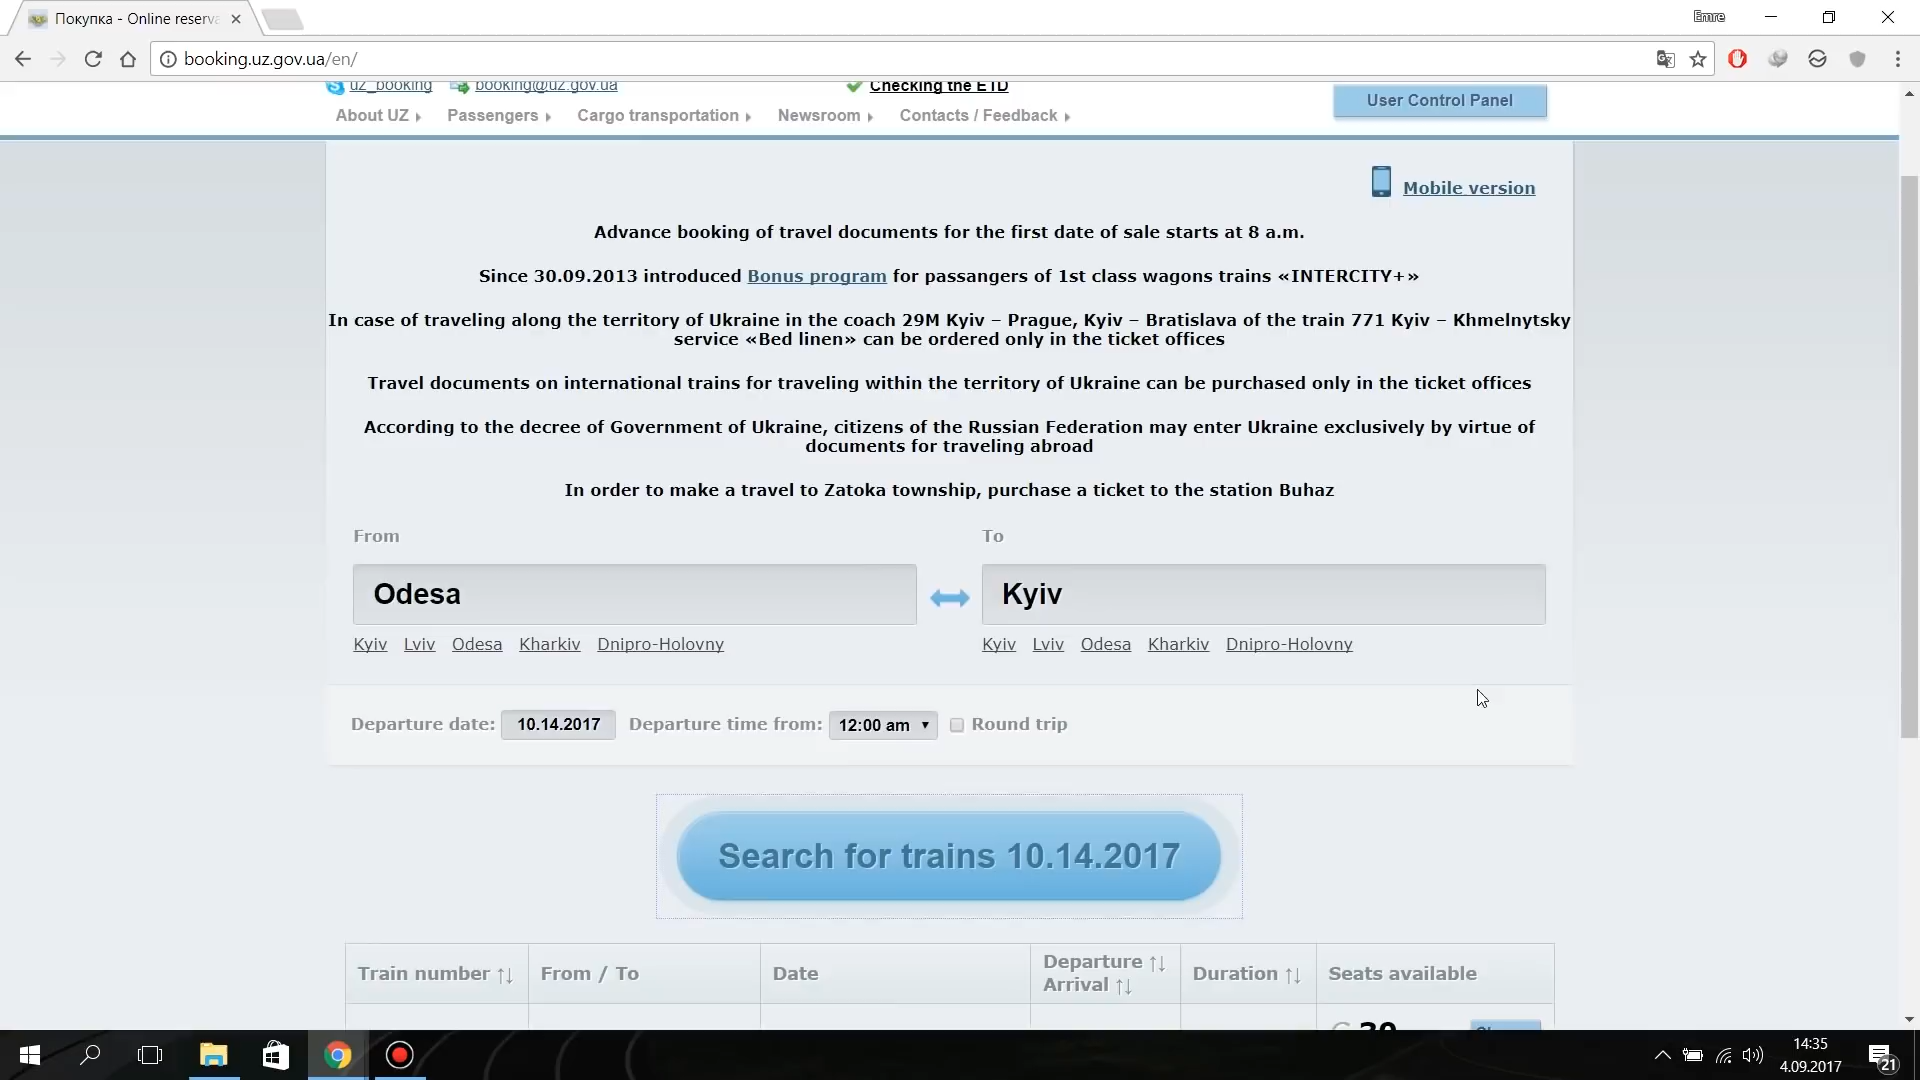 Покупка - Online reserva
Emre
booking.uz.gov.ua/en/
uz_booking booking@uz.gov.ua Checking the ETD
User Control Panel
About UZ Passengers Cargo transportation Newsroom Contacts / Feedback
Mobile version
Advance booking of travel documents for the first date of sale starts at 8 a.m.
Since 30.09.2013 introduced Bonus program for passangers of 1st class wagons trains «INTERCITY+»
In case of traveling along the territory of Ukraine in the coach 29M Kyiv – Prague, Kyiv – Bratislava of the train 771 Kyiv – Khmelnytsky
service «Bed linen» can be ordered only in the ticket offices
Travel documents on international trains for traveling within the territory of Ukraine can be purchased only in the ticket offices
According to the decree of Government of Ukraine, citizens of the Russian Federation may enter Ukraine exclusively by virtue of
documents for traveling abroad
In order to make a travel to Zatoka township, purchase a ticket to the station Buhaz
From To
Odesa Kyiv
Kyiv Lviv Odesa Kharkiv Dnipro-Holovny Kyiv Lviv Odesa Kharkiv Dnipro-Holovny
Departure date: 10.14.2017 Departure time from: 12:00 am Round trip
Search for trains 10.14.2017
Train number From / To Date Departure Duration Seats available
Arrival
14:35
4.09.2017
21